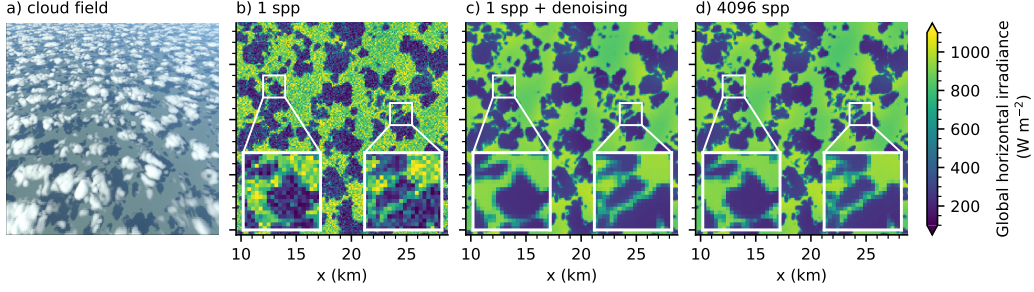 a) cloud field
b) 1 spp
c) 1 spp + denoising
d) 4096 spp
10 15 20 25
x (km)
10 15 20 25
x (km)
10 15 20 25
x (km)
1000
800
600
400
200
Global horizontal irradiance
(W m⁻²)